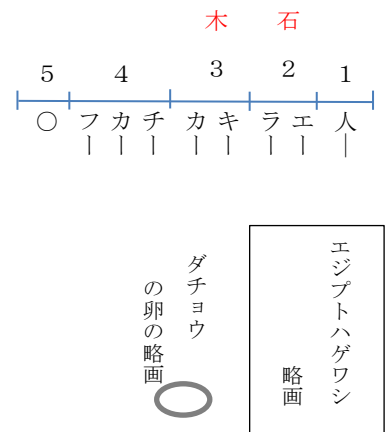 木 石
5 4 3 2 1
人―
エー
ラー
キー
カー
チー
カー
フー
○
エジプトハゲワシ
略画
ダチョウ
の卵の略画